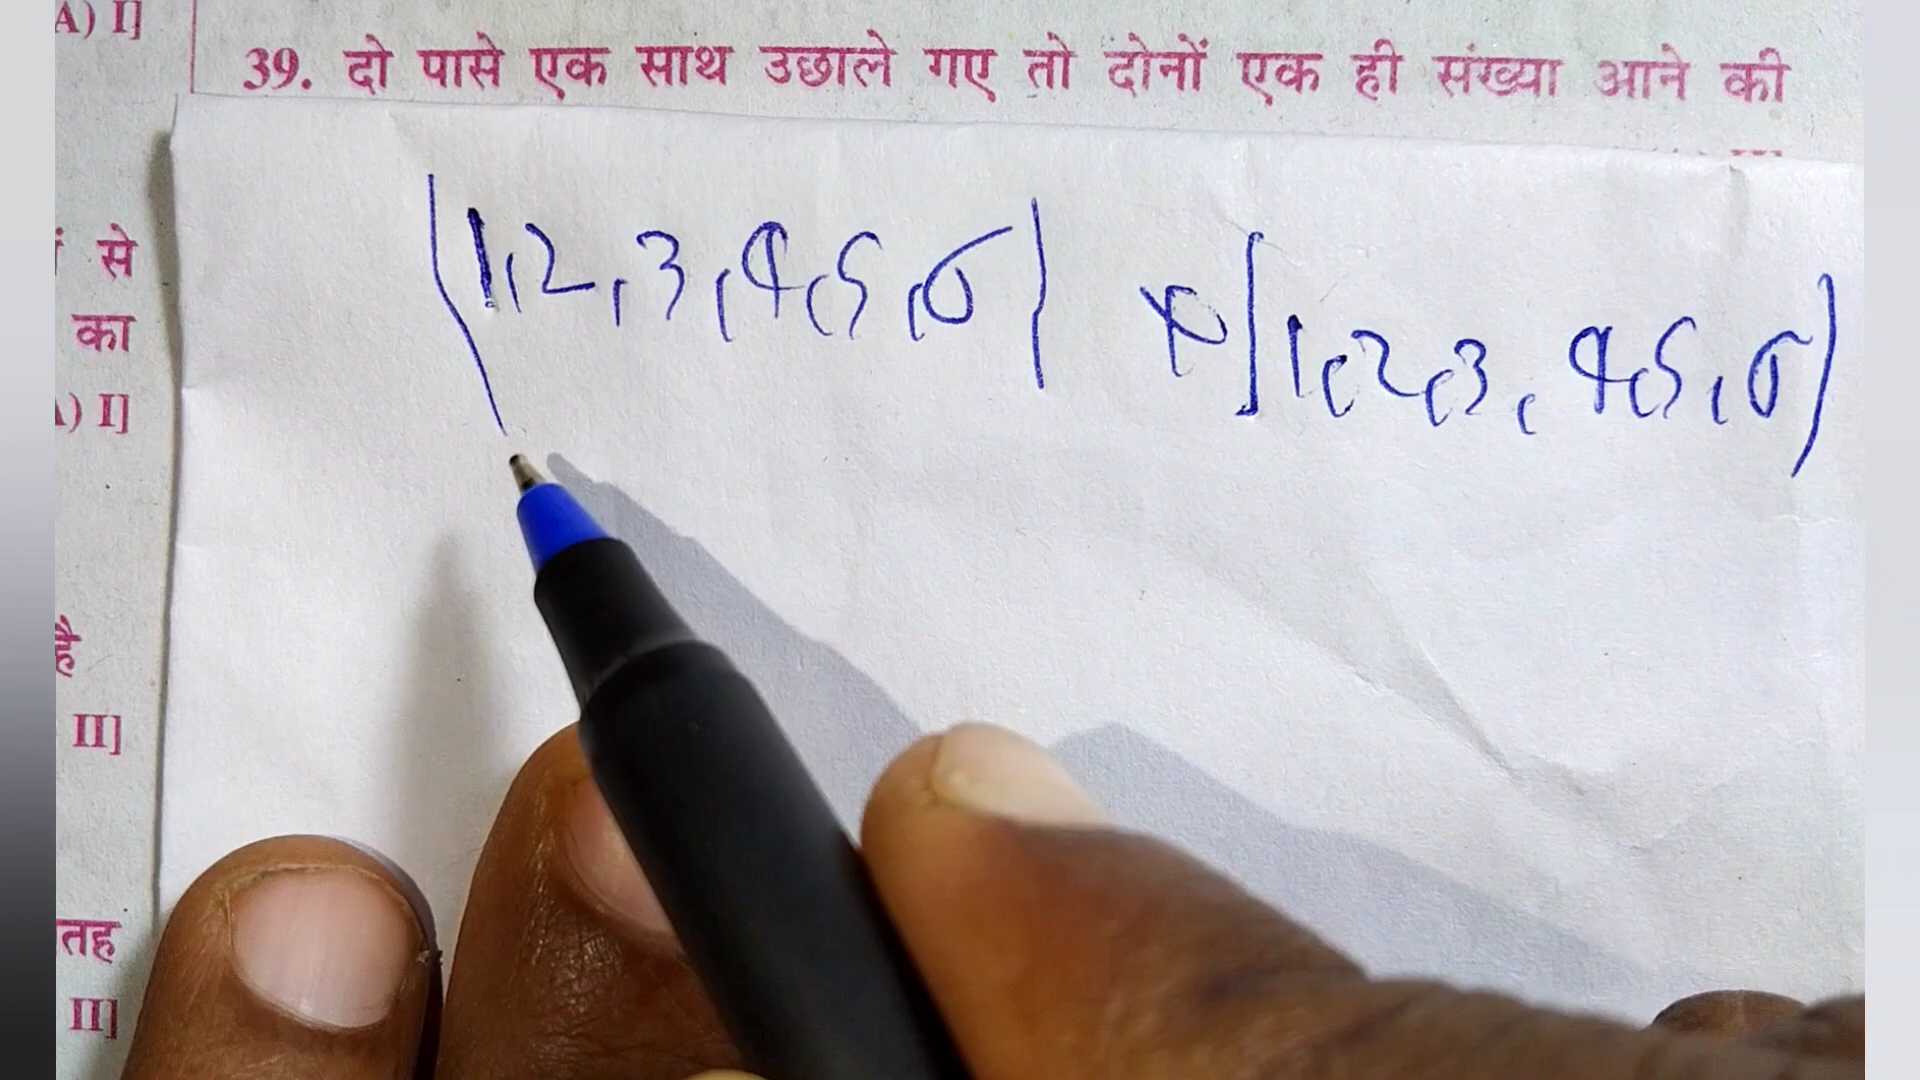 A) I]
39. दो पासे एक साथ उछाले गए तो दोनों एक ही संख्या आने की
{1,2,3,4,5,6} × {1,2,3,4,5,6}
से
का
) I]
है
II]
तह
II]